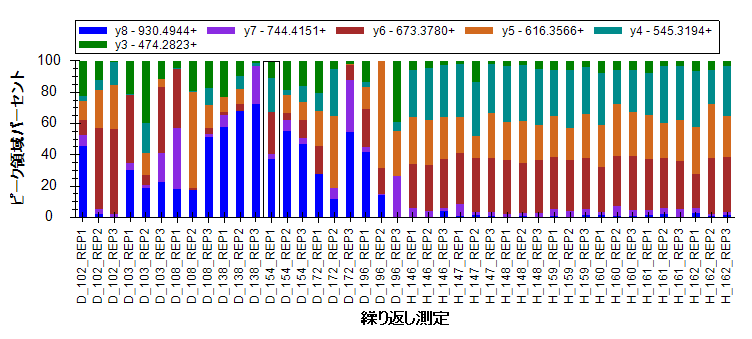 y8 - 930.4944+ y7 - 744.4151+ y6 - 673.3780+ y5 - 616.3566+ y4 - 545.3194+
y3 - 474.2823+
100
80
60
40
20
0
ピーク領域パーセント
D_102_REP1
D_102_REP2
D_102_REP3
D_103_REP1
D_103_REP2
D_103_REP3
D_108_REP1
D_108_REP2
D_108_REP3
D_138_REP1
D_138_REP2
D_138_REP3
D_154_REP1
D_154_REP2
D_154_REP3
D_172_REP1
D_172_REP2
D_172_REP3
D_196_REP1
D_196_REP2
D_196_REP3
H_146_REP1
H_146_REP2
H_146_REP3
H_147_REP1
H_147_REP2
H_147_REP3
H_148_REP1
H_148_REP2
H_148_REP3
H_159_REP1
H_159_REP2
H_159_REP3
H_160_REP1
H_160_REP2
H_160_REP3
H_161_REP1
H_161_REP2
H_161_REP3
H_162_REP1
H_162_REP2
H_162_REP3
繰り返し測定